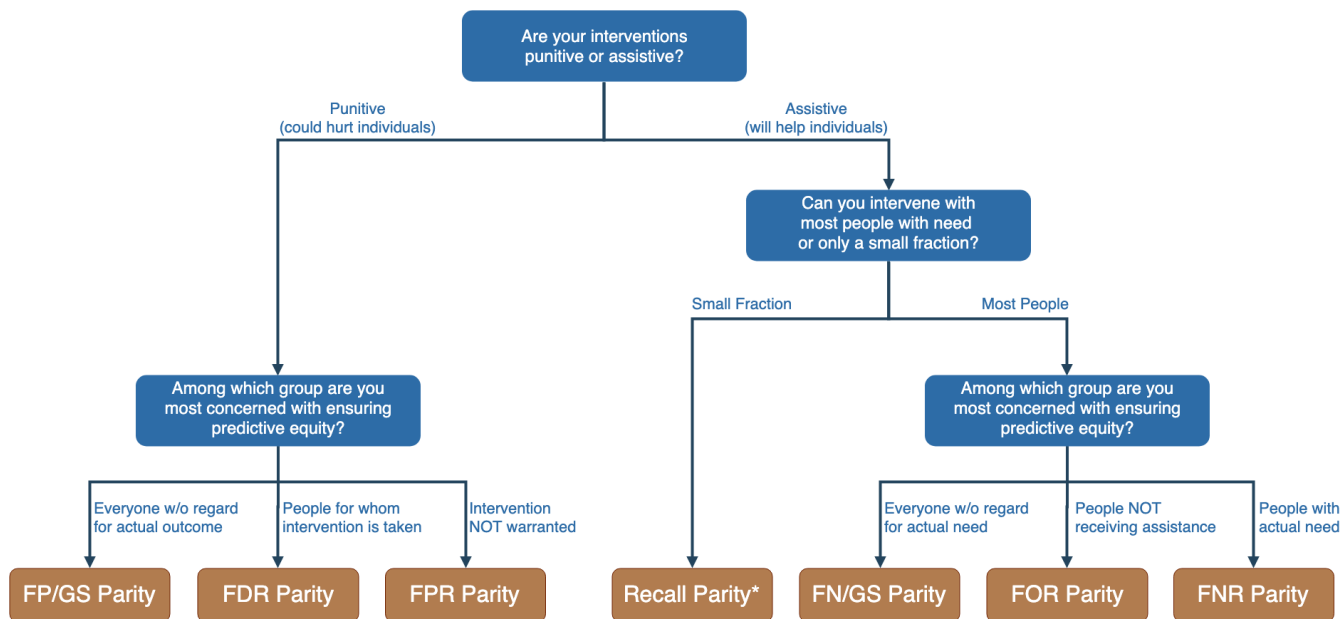 Are your interventions
punitive or assistive?
Punitive
(could hurt individuals)
Assistive
(will help individuals)
Can you intervene with
most people with need
or only a small fraction?
Small Fraction
Most People
Among which group are you
most concerned with ensuring
predictive equity?
Among which group are you
most concerned with ensuring
predictive equity?
Everyone w/o regard
for actual outcome
People for whom
intervention is taken
Intervention
NOT warranted
Everyone w/o regard
for actual need
People NOT
receiving assistance
People with
actual need
FP/GS Parity
FDR Parity
FPR Parity
Recall Parity*
FN/GS Parity
FOR Parity
FNR Parity